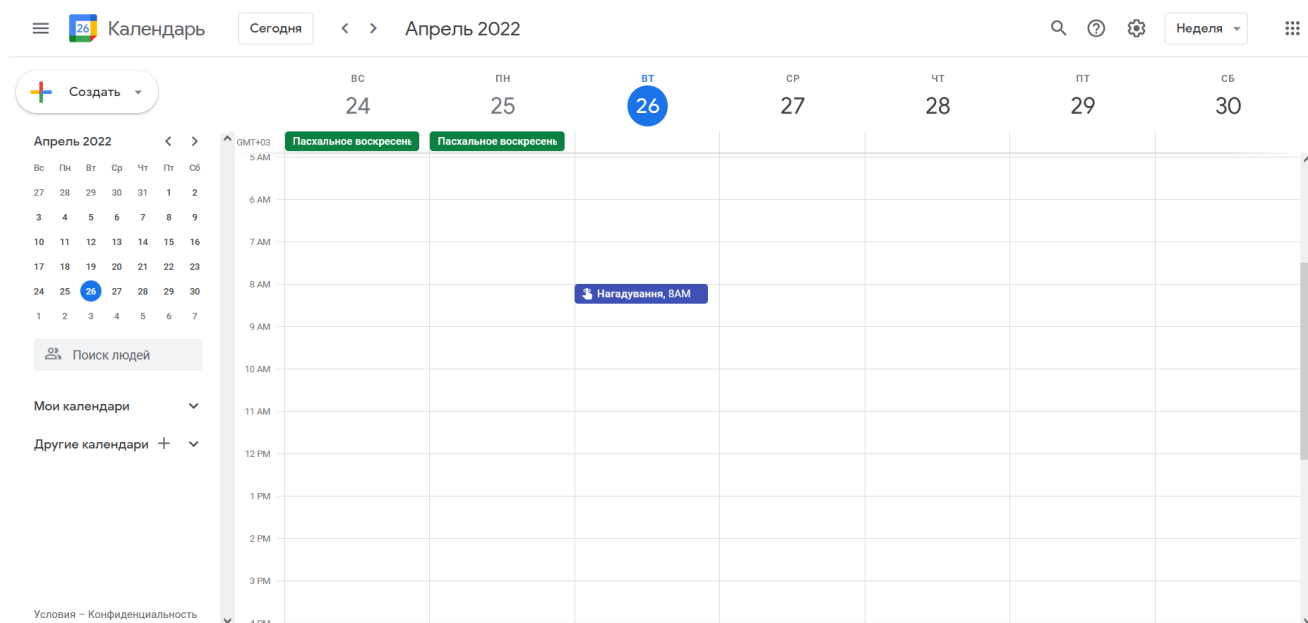 26 Календарь Сегодня Апрель 2022 Неделя
Создать
ВС ПН ВТ СР ЧТ ПТ СБ
24 25 26 27 28 29 30
Апрель 2022
Вс Пн Вт Ср Чт Пт Сб
27 28 29 30 31 1 2
3 4 5 6 7 8 9
10 11 12 13 14 15 16
17 18 19 20 21 22 23
24 25 26 27 28 29 30
1 2 3 4 5 6 7
Поиск людей
Мои календари
Другие календари
Условия – Конфиденциальность
GMT+03 Пасхальное воскресень Пасхальное воскресень
5 AM
6 AM
7 AM
8 AM Нагадування, 8AM
9 AM
10 AM
11 AM
12 PM
1 PM
2 PM
3 PM
4 PM